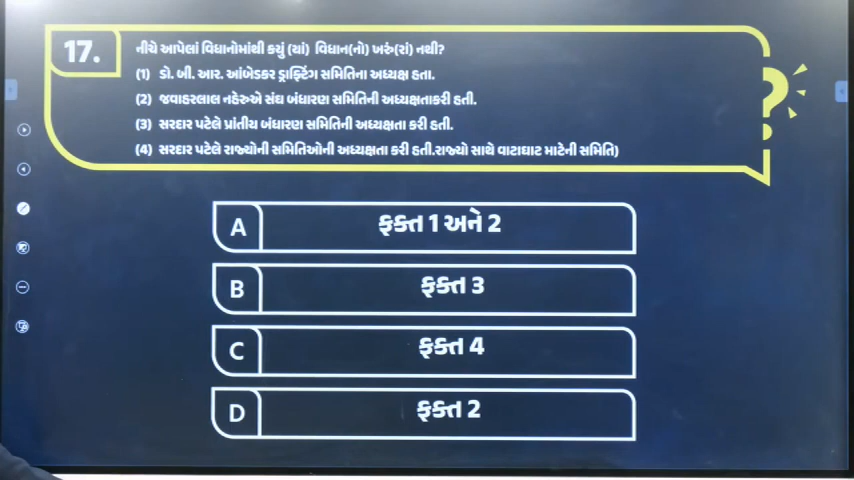 17.
નીચે આપેલાં વિધાનોમાંથી કયું (યાં) વિધાન(નો) ખરું(રાં) નથી?
(1) ડો. બી. આર. આંબેડકર ડ્રાફ્ટિંગ સમિતિના અધ્યક્ષ હતા.
(2) જવાહરલાલ નહેરુએ સંઘ બંધારણ સમિતિની અધ્યક્ષતાકરી હતી.
(3) સરદાર પટેલે પ્રાંતીય બંધારણ સમિતિની અધ્યક્ષતા કરી હતી.
(4) સરદાર પટેલે રાજ્યોની સમિતિઓની અધ્યક્ષતા કરી હતી.રાજ્યો સાથે વાટાઘાટ માટેની સમિતિ)
?
A ફક્ત 1 અને 2
B ફક્ત 3
C ફક્ત 4
D ફક્ત 2